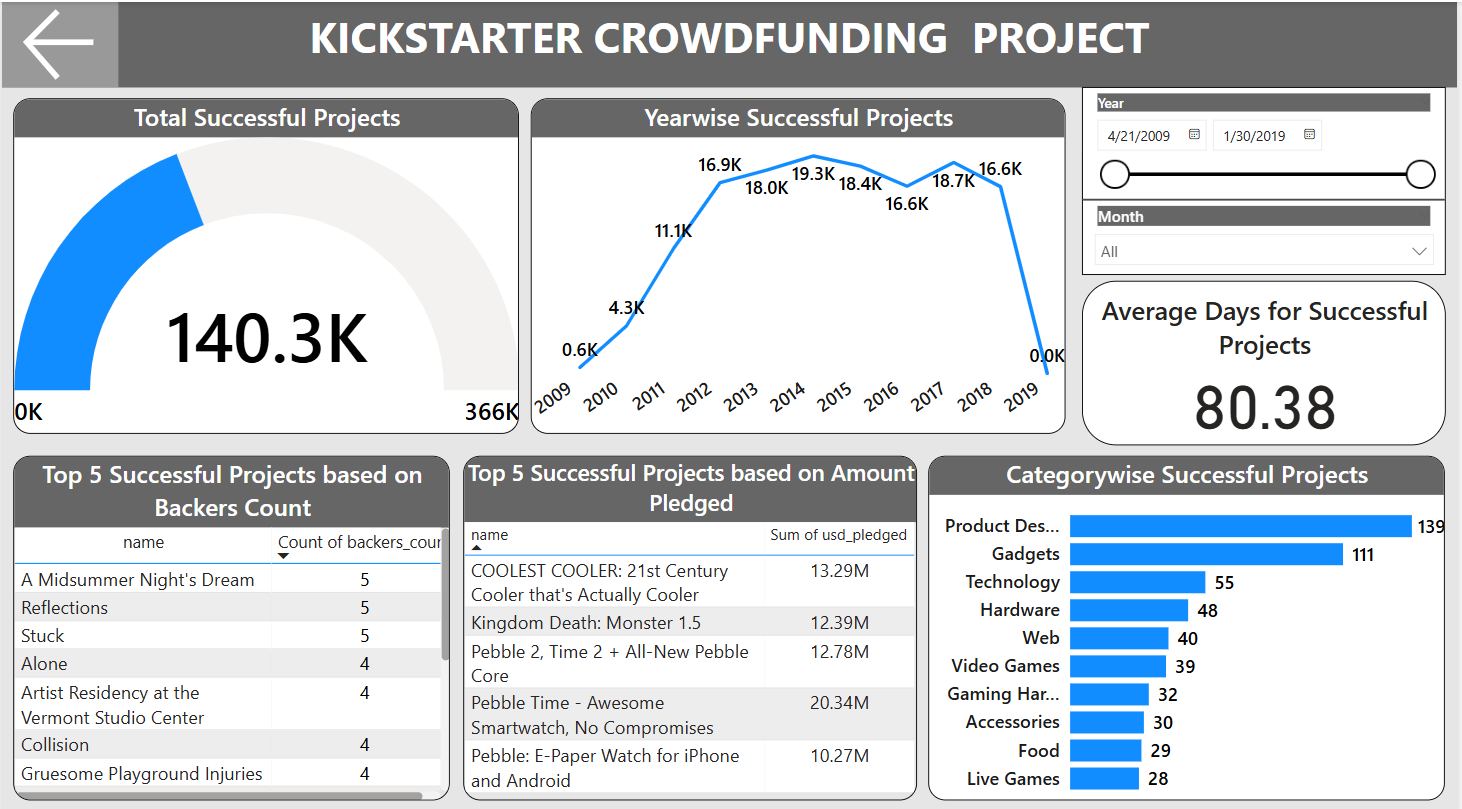 KICKSTARTER CROWDFUNDING PROJECT
Total Successful Projects
140.3K
0K
366K
Yearwise Successful Projects
0.6K
4.3K
11.1K
16.9K
18.0K
19.3K
18.4K
16.6K
18.7K
16.6K
0.0K
2009
2010
2011
2012
2013
2014
2015
2016
2017
2018
2019
Year
4/21/2009
1/30/2019
Month
All
Average Days for Successful
Projects
80.38
Top 5 Successful Projects based on
Backers Count
name Count of backers_cour
A Midsummer Night's Dream 5
Reflections 5
Stuck 5
Alone 4
Artist Residency at the 4
Vermont Studio Center
Collision 4
Gruesome Playground Injuries 4
Top 5 Successful Projects based on Amount
Pledged
name Sum of usd_pledged
COOLEST COOLER: 21st Century 13.29M
Cooler that's Actually Cooler
Kingdom Death: Monster 1.5 12.39M
Pebble 2, Time 2 + All-New Pebble 12.78M
Core
Pebble Time - Awesome 20.34M
Smartwatch, No Compromises
Pebble: E-Paper Watch for iPhone 10.27M
and Android
Categorywise Successful Projects
Product Des... 139
Gadgets 111
Technology 55
Hardware 48
Web 40
Video Games 39
Gaming Har... 32
Accessories 30
Food 29
Live Games 28